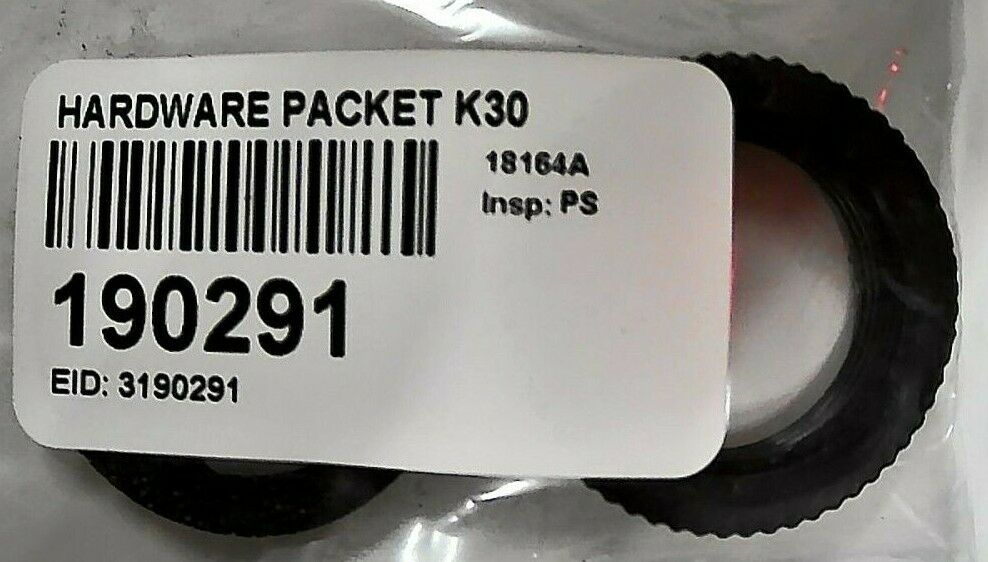 HARDWARE PACKET K30
18164A
Insp: PS
190291
EID: 3190291